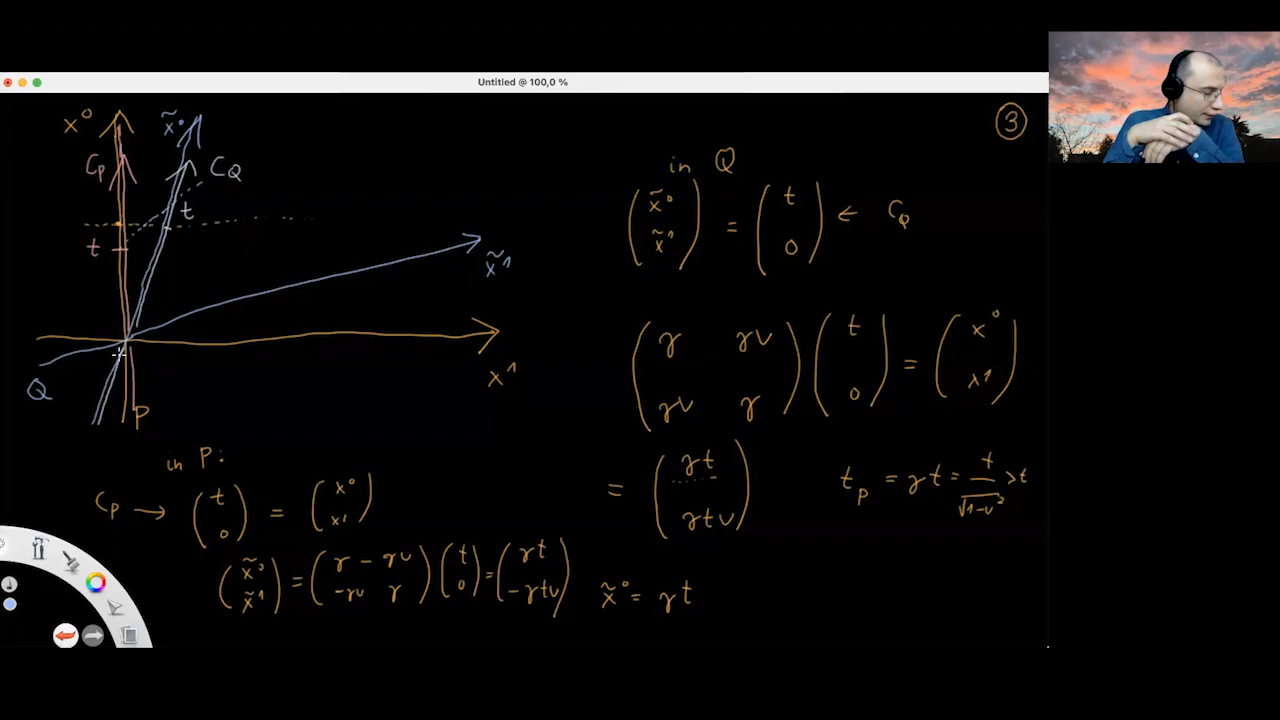 Untitled @ 100,0 %
③
x⁰
x̃⁰
C_P
C_Q
t
t
x̃¹
x¹
Q
P
in Q
(x̃⁰ x̃¹) = (t 0) ← C_Q
(γ γv γv γ) (t 0) = (x⁰ x¹)
= (γt γtv)
t_P = γt = t/√1-v² > t
in P:
C_P → (t 0) = (x⁰ x¹)
(x̃⁰ x̃¹) = (γ -γv -γv γ) (t 0) = (γt -γtv)
x̃⁰ = γt